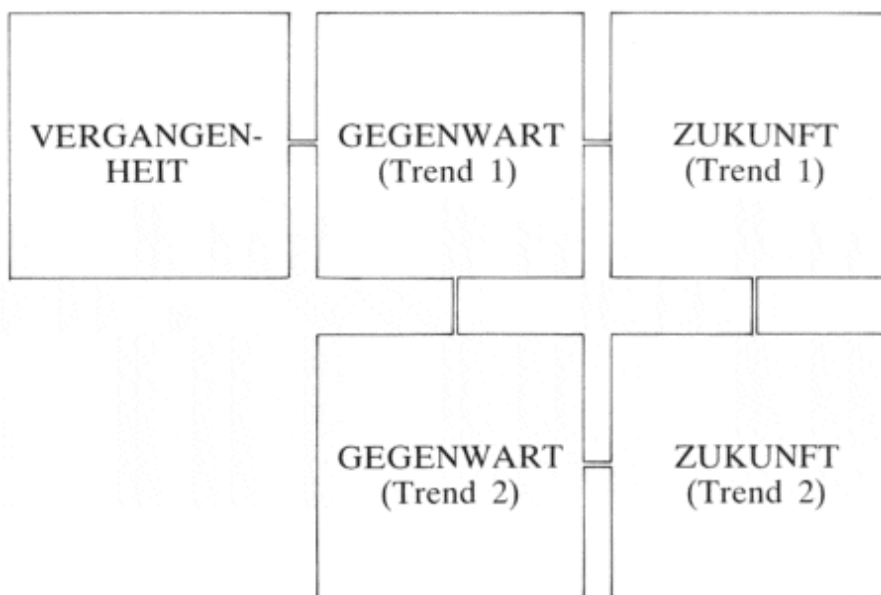 VERGANGEN-
HEIT
GEGENWART
(Trend 1)
ZUKUNFT
(Trend 1)
GEGENWART
(Trend 2)
ZUKUNFT
(Trend 2)